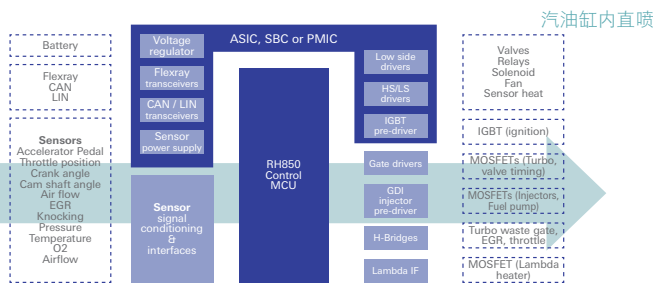 汽油缸内直喷
Battery
Flexray
CAN
LIN
Sensors
Accelerator Pedal
Throttle position
Crank angle
Cam shaft angle
Air flow
EGR
Knocking
Pressure
Temperature
O2
Airflow
ASIC, SBC or PMIC
Voltage
regulator
Flexray
transceivers
CAN / LIN
transceivers
Sensor
power supply
Sensor
signal
conditioning
&
interfaces
RH850
Control
MCU
Low side
drivers
HS/LS
drivers
IGBT
pre-driver
Gate drivers
GDI
injector
pre-driver
H-Bridges
Lambda IF
Valves
Relays
Solenoid
Fan
Sensor heat
IGBT (ignition)
MOSFETs (Turbo,
valve timing)
MOSFETs (Injectors,
Fuel pump)
Turbo waste gate,
EGR, throttle
MOSFET (Lambda
heater)